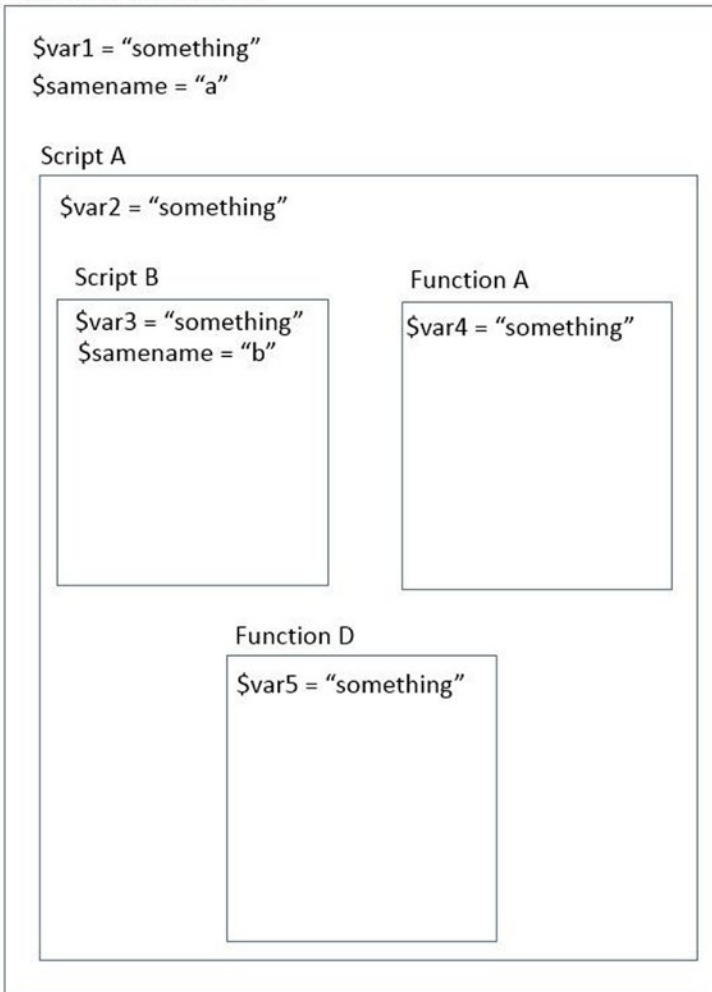 $var1 = “something”
$samename = “a”
Script A
$var2 = “something”
Script B
$var3 = “something”
$samename = “b”
Function A
$var4 = “something”
Function D
$var5 = “something”